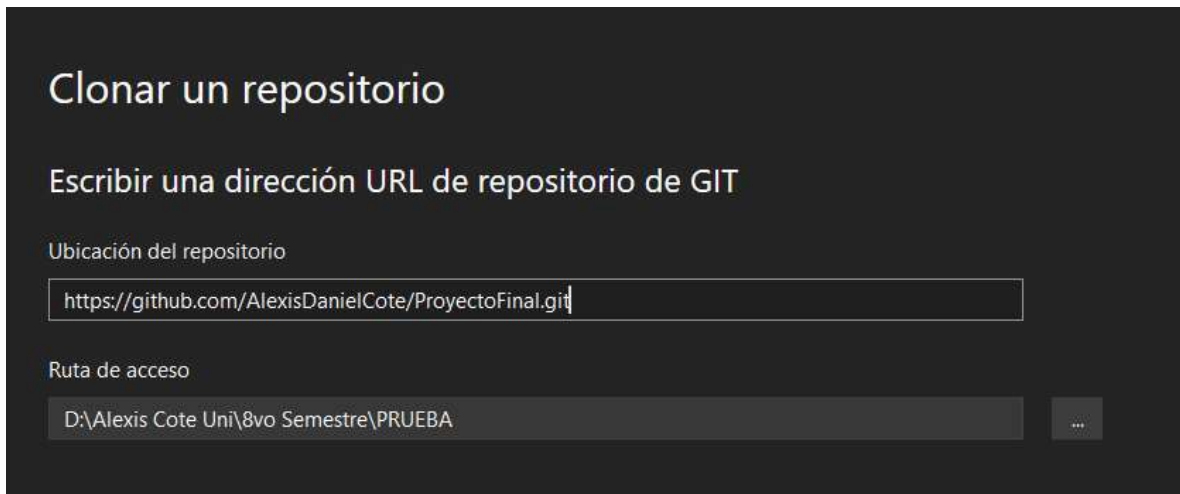 Clonar un repositorio
Escribir una dirección URL de repositorio de GIT
Ubicación del repositorio
https://github.com/AlexisDanielCote/ProyectoFinal.git
Ruta de acceso
D:\Alexis Cote Uni\8vo Semestre\PRUEBA
...